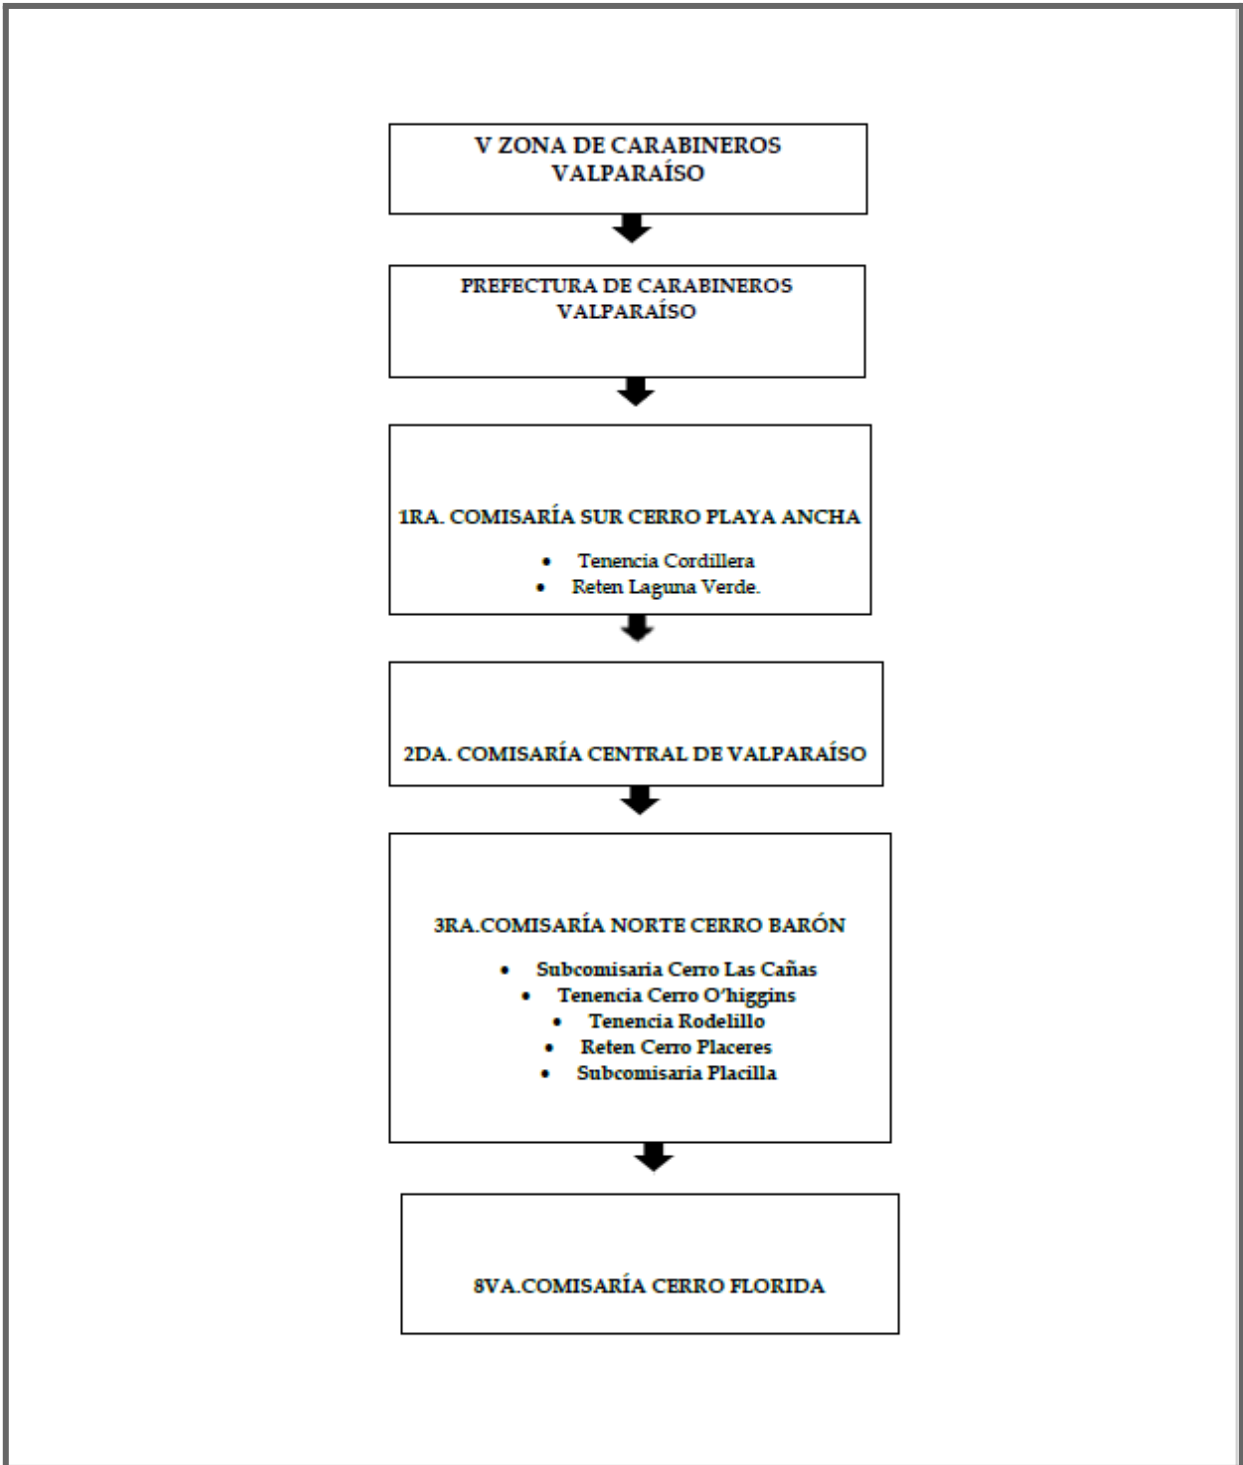 V ZONA DE CARABINEROS
VALPARAÍSO
PREFECTURA DE CARABINEROS
VALPARAÍSO
1RA. COMISARÍA SUR CERRO PLAYA ANCHA
• Tenencia Cordillera
• Reten Laguna Verde.
2DA. COMISARÍA CENTRAL DE VALPARAÍSO
3RA.COMISARÍA NORTE CERRO BARÓN
• Subcomisaria Cerro Las Cañas
• Tenencia Cerro O’higgins
• Tenencia Rodelillo
• Reten Cerro Placeres
• Subcomisaria Placilla
8VA.COMISARÍA CERRO FLORIDA